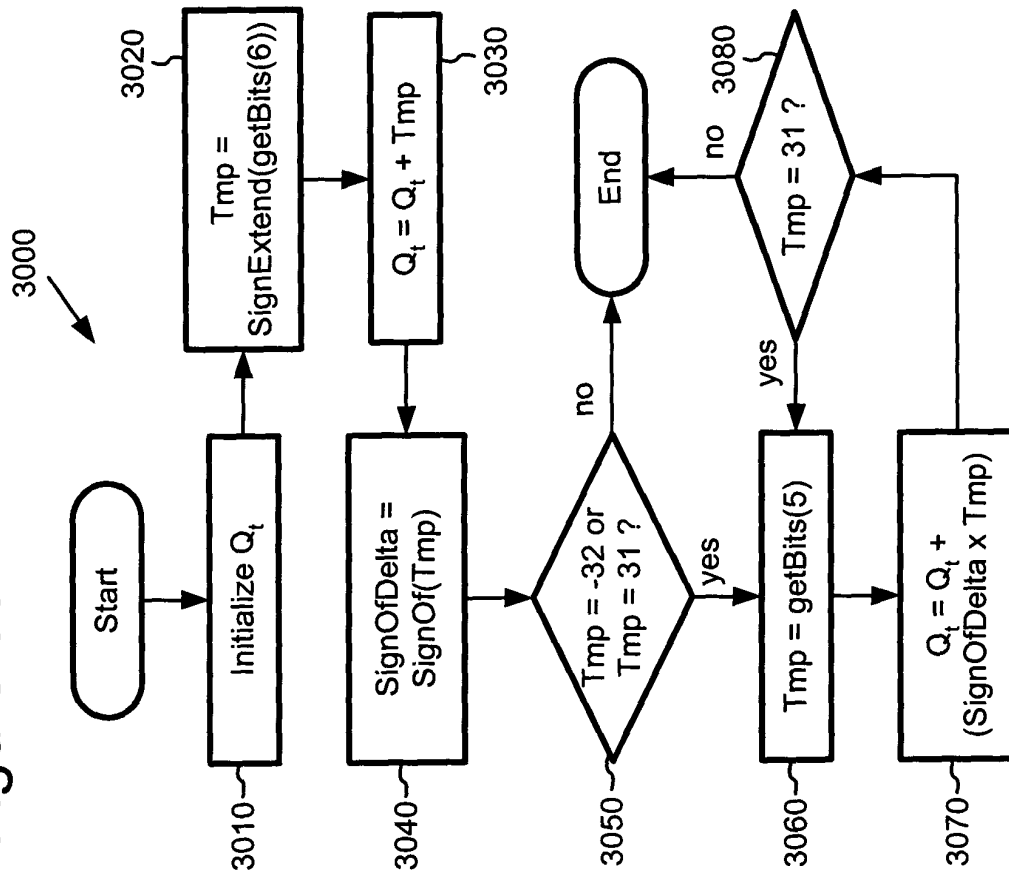 3000
Start
3010
Initialize Qt
3020
Tmp =
SignExtend(getBits(6))
3030
Qt = Qt + Tmp
3040
SignOfDelta =
SignOf(Tmp)
3050
Tmp = -32 or
Tmp = 31 ?
no
yes
End
3060
Tmp = getBits(5)
3070
Qt = Qt +
(SignOfDelta x Tmp)
3080
Tmp = 31 ?
no
yes